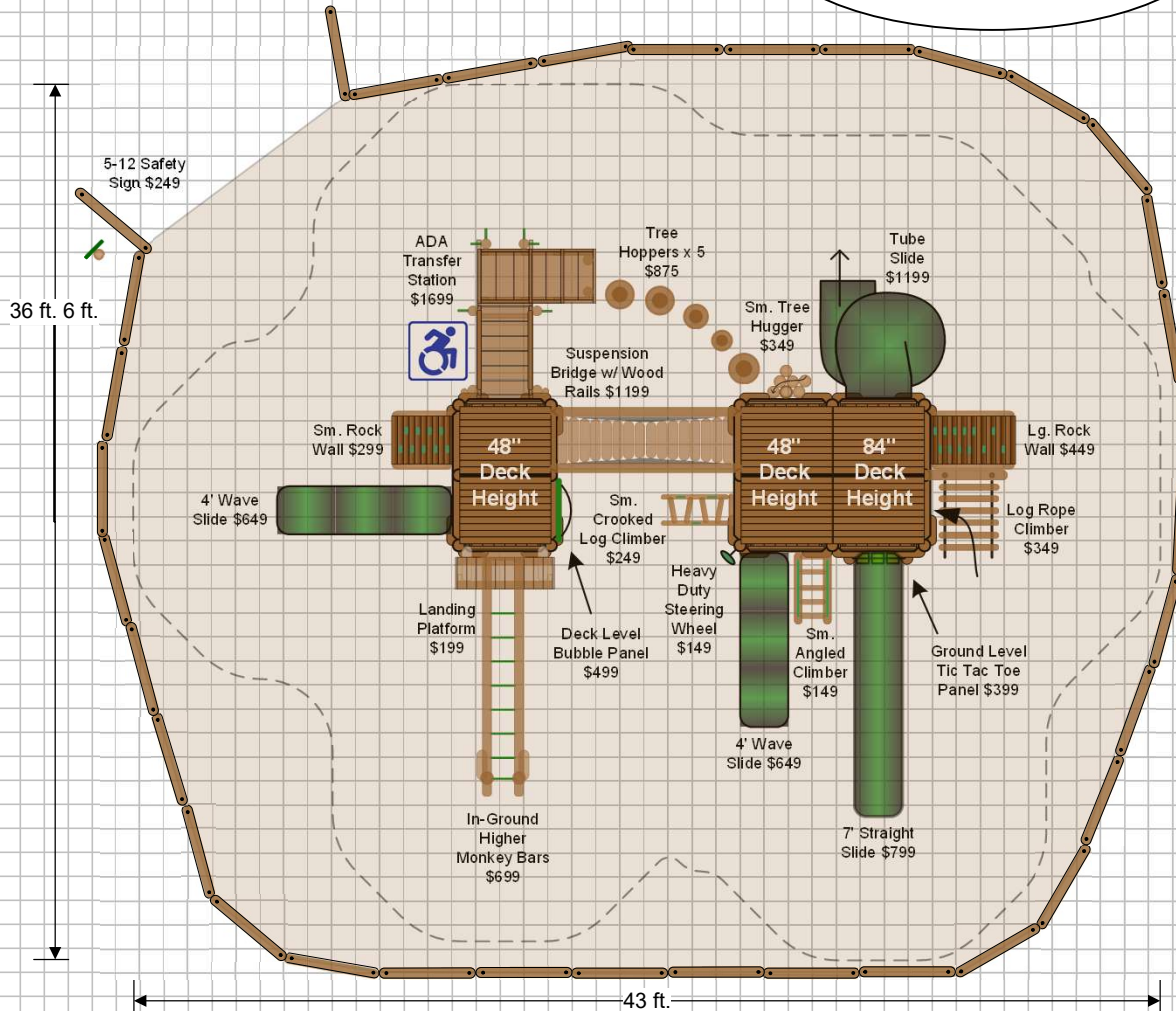 5-12 Safety
Sign $249
36 ft. 6 ft.
ADA
Transfer
Station
$1699
Tree
Hoppers x 5
$875
Tube
Slide
$1199
Sm. Tree
Hugger
$349
Suspension
Bridge w/ Wood
Rails $1199
Sm. Rock
Wall $299
48"
Deck
Height
48"
Deck
Height
84"
Deck
Height
Lg. Rock
Wall $449
4' Wave
Slide $649
Sm.
Crooked
Log Climber
$249
Log Rope
Climber
$349
Heavy
Duty
Steering
Wheel
$149
Landing
Platform
$199
Deck Level
Bubble Panel
$499
Sm.
Angled
Climber
$149
Ground Level
Tic Tac Toe
Panel $399
4' Wave
Slide $649
In-Ground
Higher
Monkey Bars
$699
7' Straight
Slide $799
43 ft.